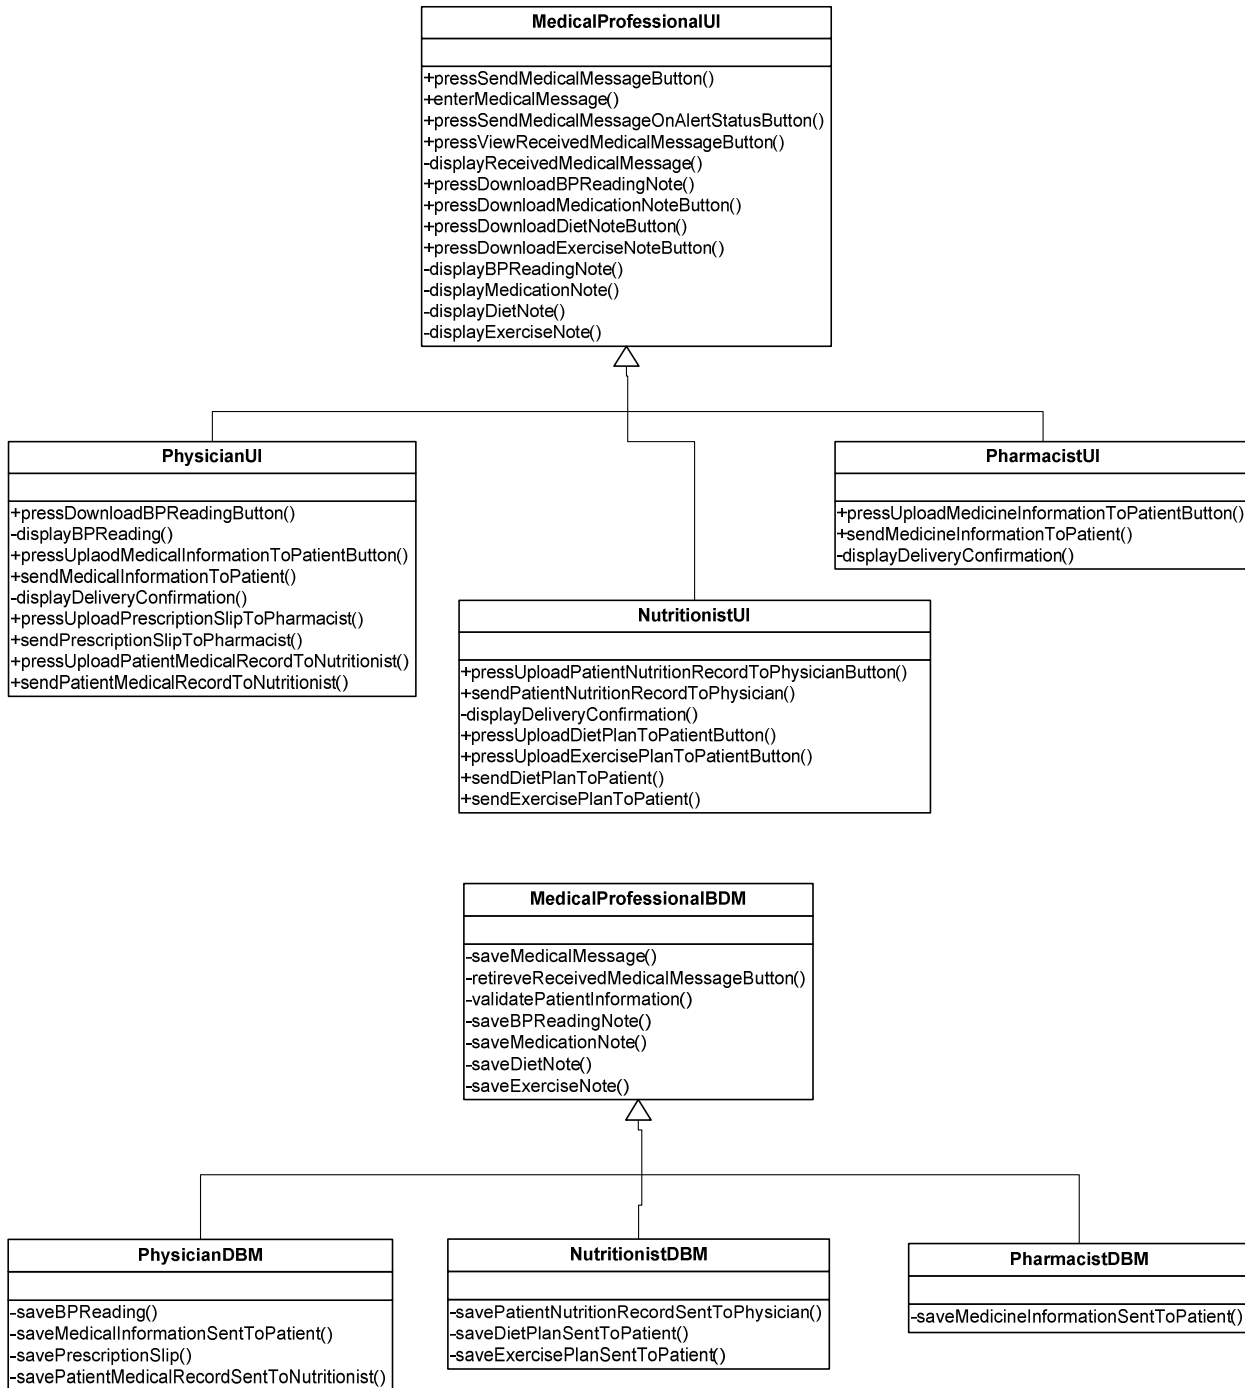 MedicalProfessionalUI
+pressSendMedicalMessageButton()
+enterMedicalMessage()
+pressSendMedicalMessageOnAlertStatusButton()
+pressViewReceivedMedicalMessageButton()
-displayReceivedMedicalMessage()
+pressDownloadBPReadingNote()
+pressDownloadMedicationNoteButton()
+pressDownloadDietNoteButton()
+pressDownloadExerciseNoteButton()
-displayBPReadingNote()
-displayMedicationNote()
-displayDietNote()
-displayExerciseNote()
PhysicianUI
+pressDownloadBPReadingButton()
-displayBPReading()
+pressUplaodMedicalInformationToPatientButton()
+sendMedicalInformationToPatient()
-displayDeliveryConfirmation()
+pressUploadPrescriptionSlipToPharmacist()
+sendPrescriptionSlipToPharmacist()
+pressUploadPatientMedicalRecordToNutritionist()
+sendPatientMedicalRecordToNutritionist()
PharmacistUI
+pressUploadMedicineInformationToPatientButton()
+sendMedicineInformationToPatient()
-displayDeliveryConfirmation()
NutritionistUI
+pressUploadPatientNutritionRecordToPhysicianButton()
+sendPatientNutritionRecordToPhysician()
-displayDeliveryConfirmation()
+pressUploadDietPlanToPatientButton()
+pressUploadExercisePlanToPatientButton()
+sendDietPlanToPatient()
+sendExercisePlanToPatient()
MedicalProfessionalBDM
-saveMedicalMessage()
-retireveReceivedMedicalMessageButton()
-validatePatientInformation()
-saveBPReadingNote()
-saveMedicationNote()
-saveDietNote()
-saveExerciseNote()
PhysicianDBM
-saveBPReading()
-saveMedicalInformationSentToPatient()
-savePrescriptionSlip()
-savePatientMedicalRecordSentToNutritionist()
NutritionistDBM
-savePatientNutritionRecordSentToPhysician()
-saveDietPlanSentToPatient()
-saveExercisePlanSentToPatient()
PharmacistDBM
-saveMedicineInformationSentToPatient()